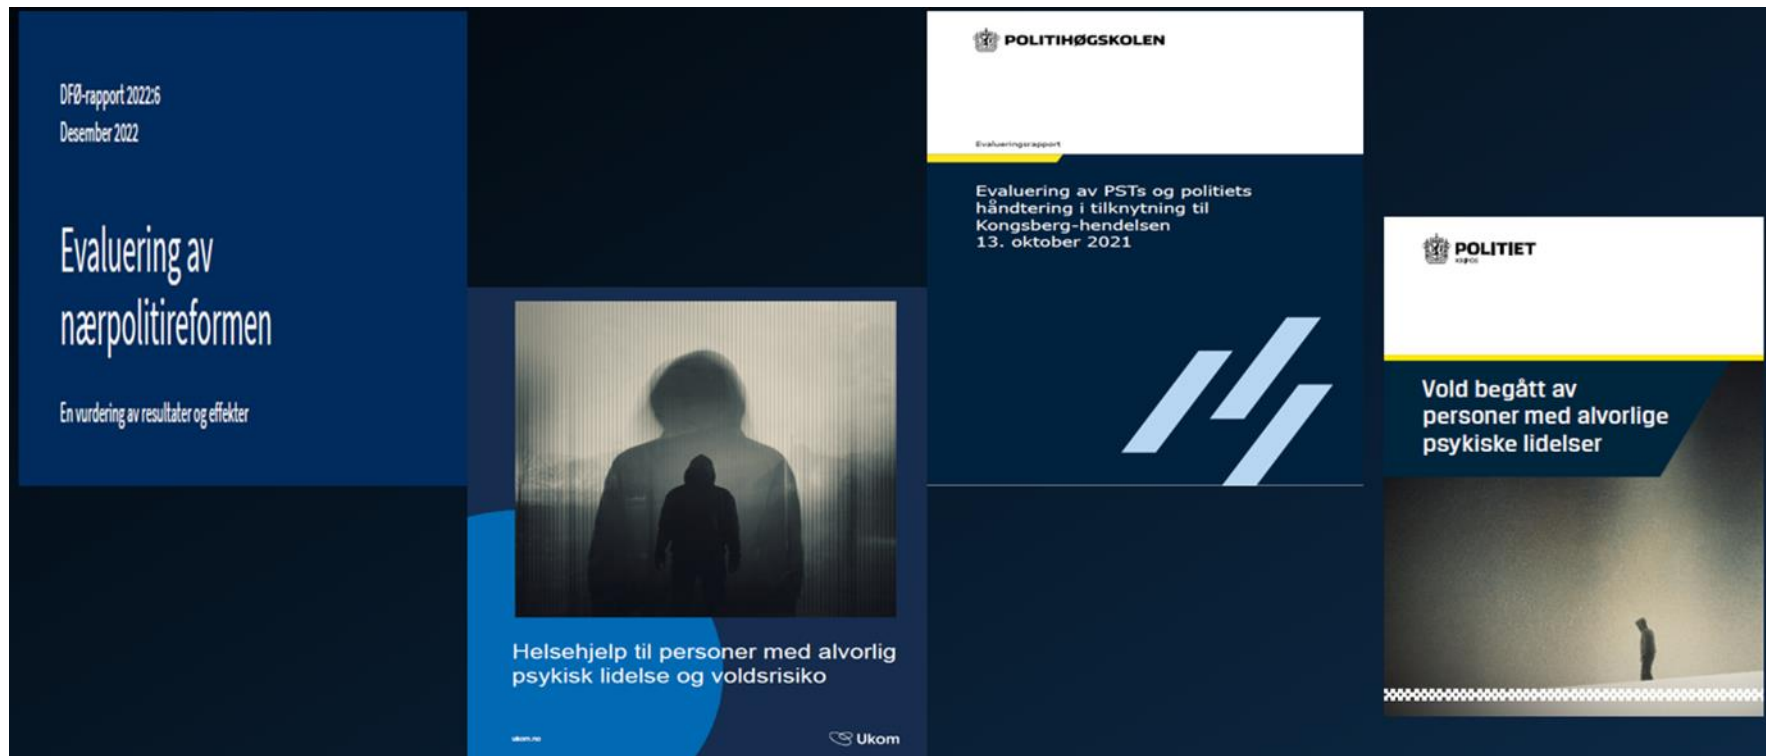 DFØ-rapport 2022:6
Desember 2022
Evaluering av
nærpolitireformen
En vurdering av resultater og effekter
Helsehjelp til personer med alvorlig
psykisk lidelse og voldsrisiko
ukom.no
Ukom
POLITIHØGSKOLEN
Evalueringsrapport
Evaluering av PSTs og politiets
håndtering i tilknytning til
Kongsberg-hendelsen
13. oktober 2021
POLITIET
Vold begått av
personer med alvorlige
psykiske lidelser